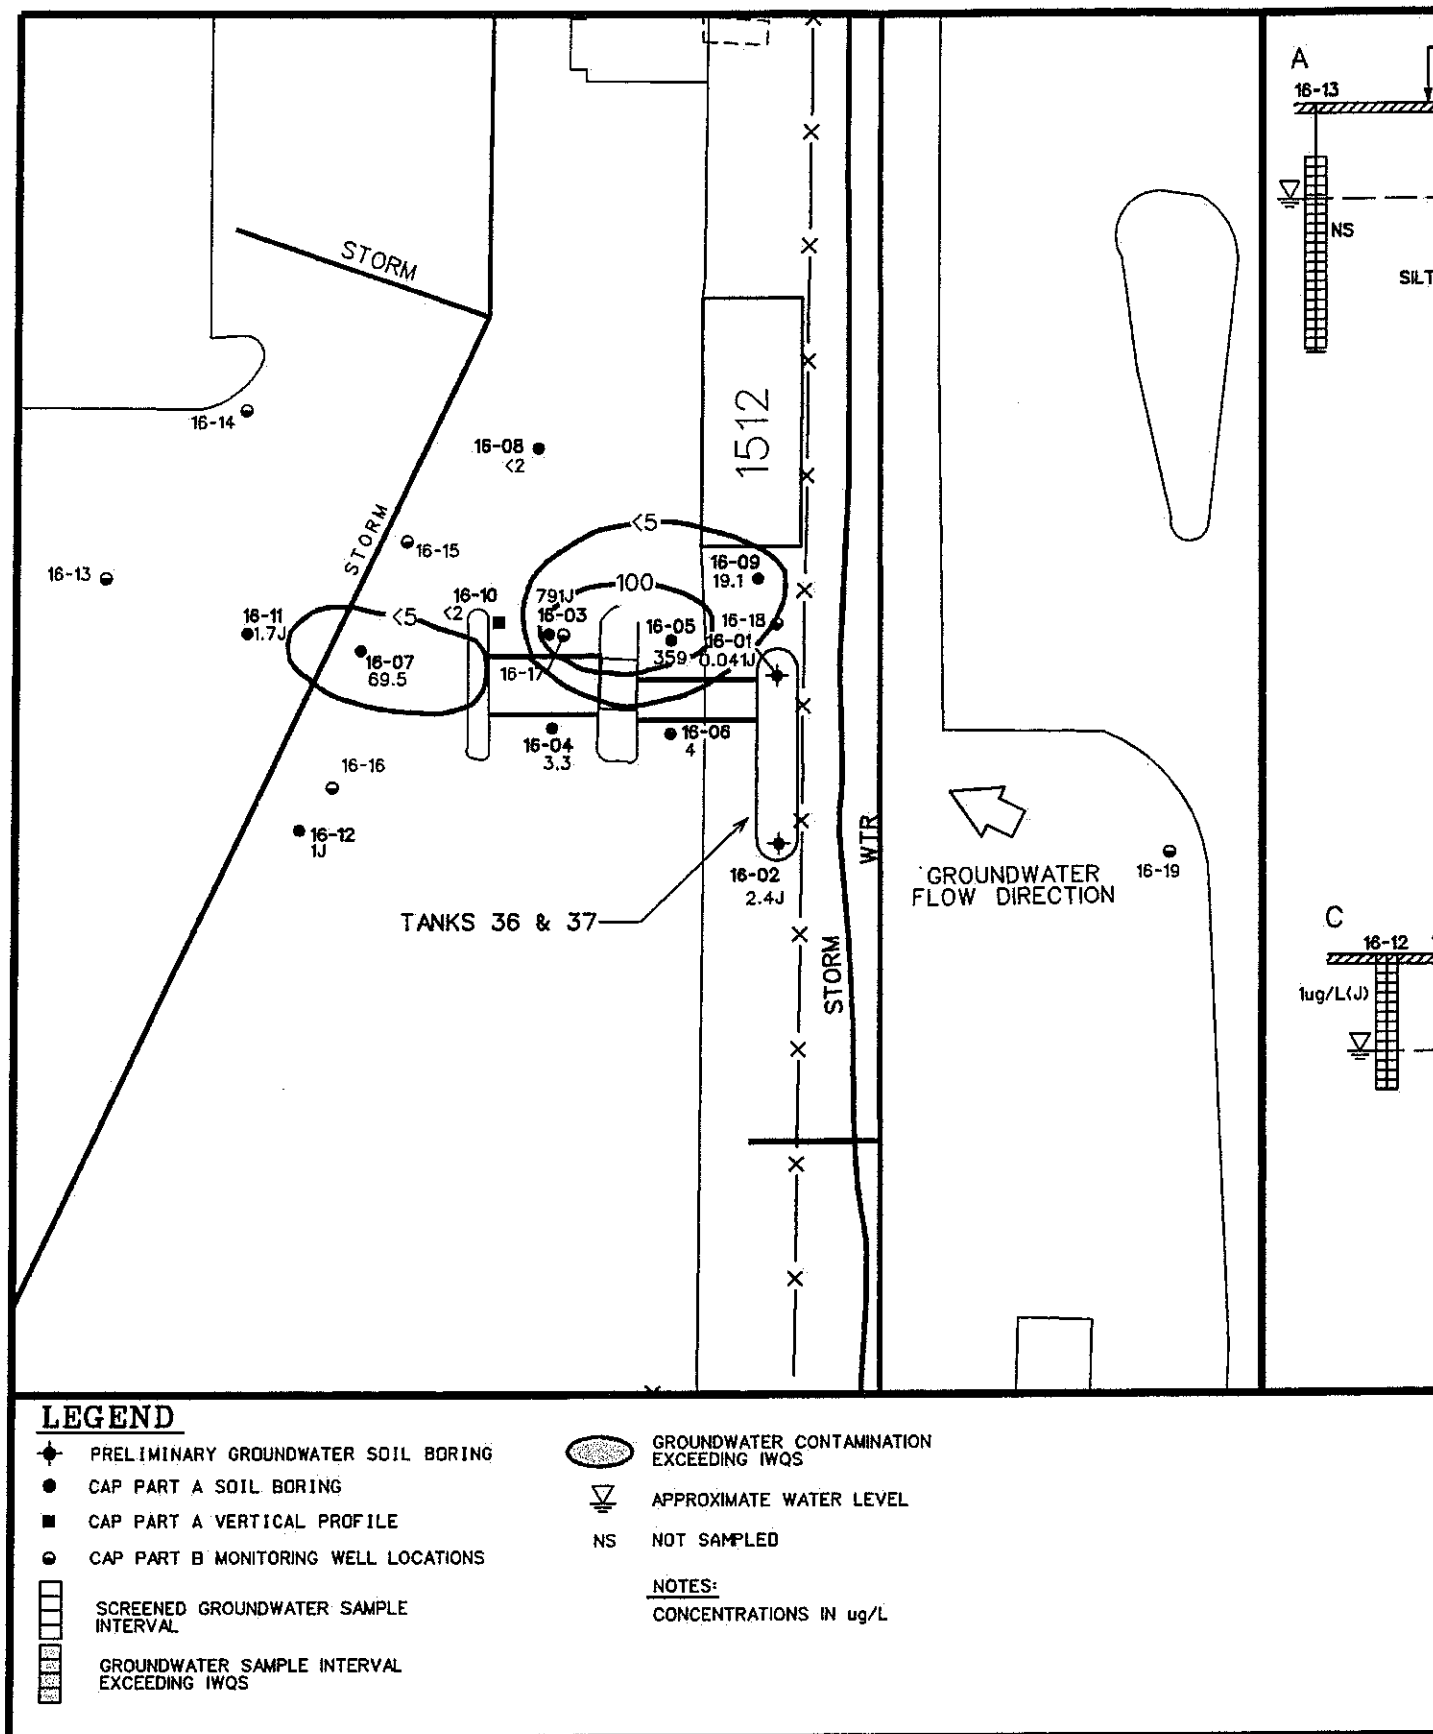 A
16-13
NS
SILT
STORM
1512
16-14
16-08
<2
STORM
<5
16-15
16-13
16-09
19.1
100
791J
16-10
<2
16-03
16-11
1.7J
<5
16-18
16-05
359
16-01
0.041J
16-07
69.5
16-17
16-04
3.3
16-06
4
16-16
16-12
1J
WTR
16-02
2.4J
GROUNDWATER
FLOW DIRECTION
16-19
TANKS 36 & 37
STORM
C
16-12
1ug/L(J)
LEGEND
PRELIMINARY GROUNDWATER SOIL BORING
CAP PART A SOIL BORING
CAP PART A VERTICAL PROFILE
CAP PART B MONITORING WELL LOCATIONS
SCREENED GROUNDWATER SAMPLE
INTERVAL
GROUNDWATER SAMPLE INTERVAL
EXCEEDING IWQS
GROUNDWATER CONTAMINATION
EXCEEDING IWQS
APPROXIMATE WATER LEVEL
NS NOT SAMPLED
NOTES:
CONCENTRATIONS IN ug/L